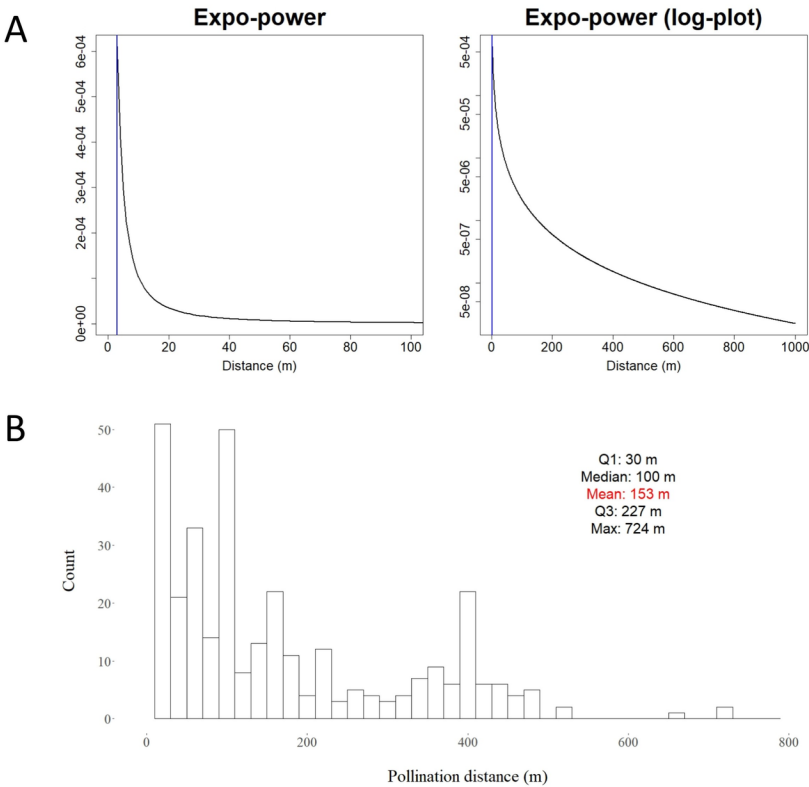 A
Expo-power
6e-04
5e-04
4e-04
3e-04
2e-04
0e+00
0
20
40
60
80
100
Distance (m)
Expo-power (log-plot)
5e-04
5e-05
5e-06
5e-07
5e-08
0
200
400
600
800
1000
Distance (m)
B
50
40
30
20
10
0
Count
Q1: 30 m
Median: 100 m
Mean: 153 m
Q3: 227 m
Max: 724 m
0
200
400
600
800
Pollination distance (m)